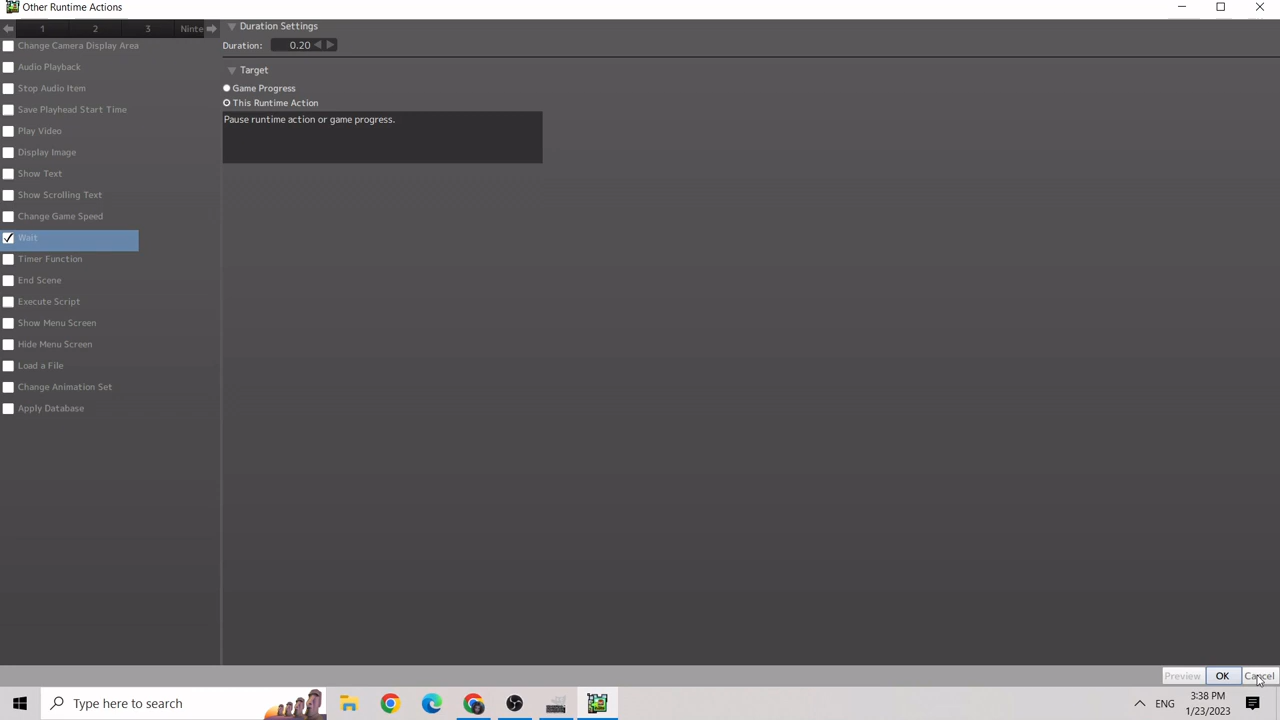 Other Runtime Actions
1 2 3 Ninte
Change Camera Display Area
Audio Playback
Stop Audio Item
Save Playhead Start Time
Play Video
Display Image
Show Text
Show Scrolling Text
Change Game Speed
Wait
Timer Function
End Scene
Execute Script
Show Menu Screen
Hide Menu Screen
Load a File
Change Animation Set
Apply Database
Duration Settings
Duration: 0.20
Target
Game Progress
This Runtime Action
Pause runtime action or game progress.
Preview OK Cancel
Type here to search
ENG
3:38 PM
1/23/2023